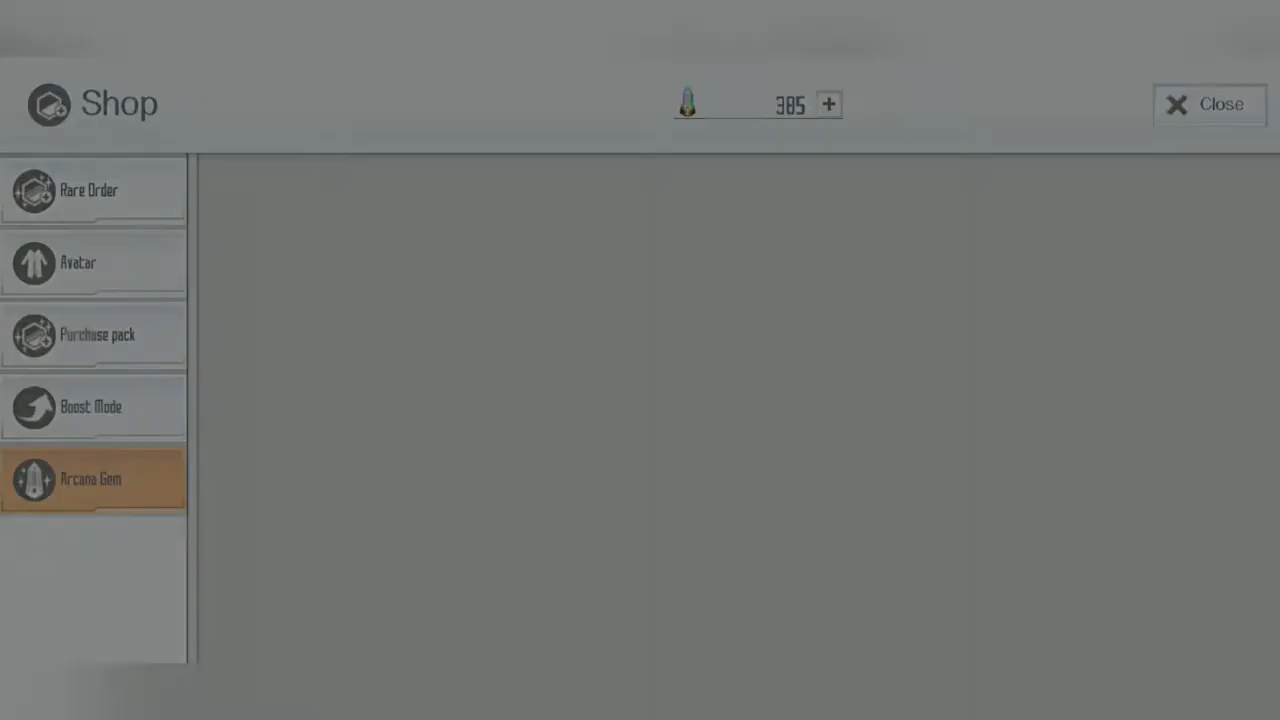 Shop
385
Close
Rare Order
Avatar
Purchase pack
Boost Mode
Arcana Gem